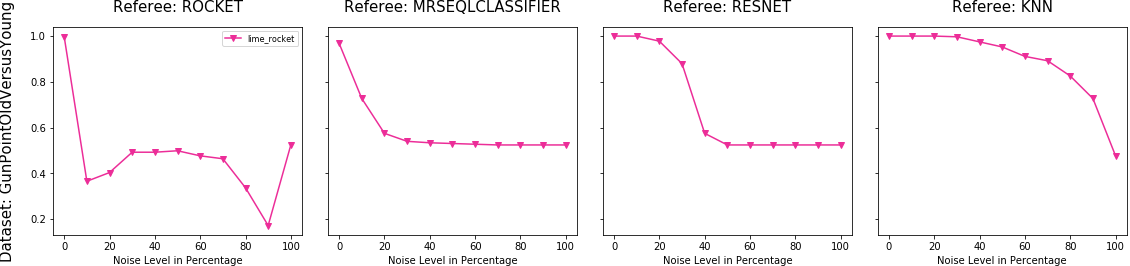 Referee: ROCKET
Referee: MRSEQLCLASSIFIER
Referee: RESNET
Referee: KNN
Dataset: GunPointOldVersusYoung
1.0
0.8
0.6
0.4
0.2
lime_rocket
0 20 40 60 80 100
0 20 40 60 80 100
0 20 40 60 80 100
0 20 40 60 80 100
Noise Level in Percentage
Noise Level in Percentage
Noise Level in Percentage
Noise Level in Percentage